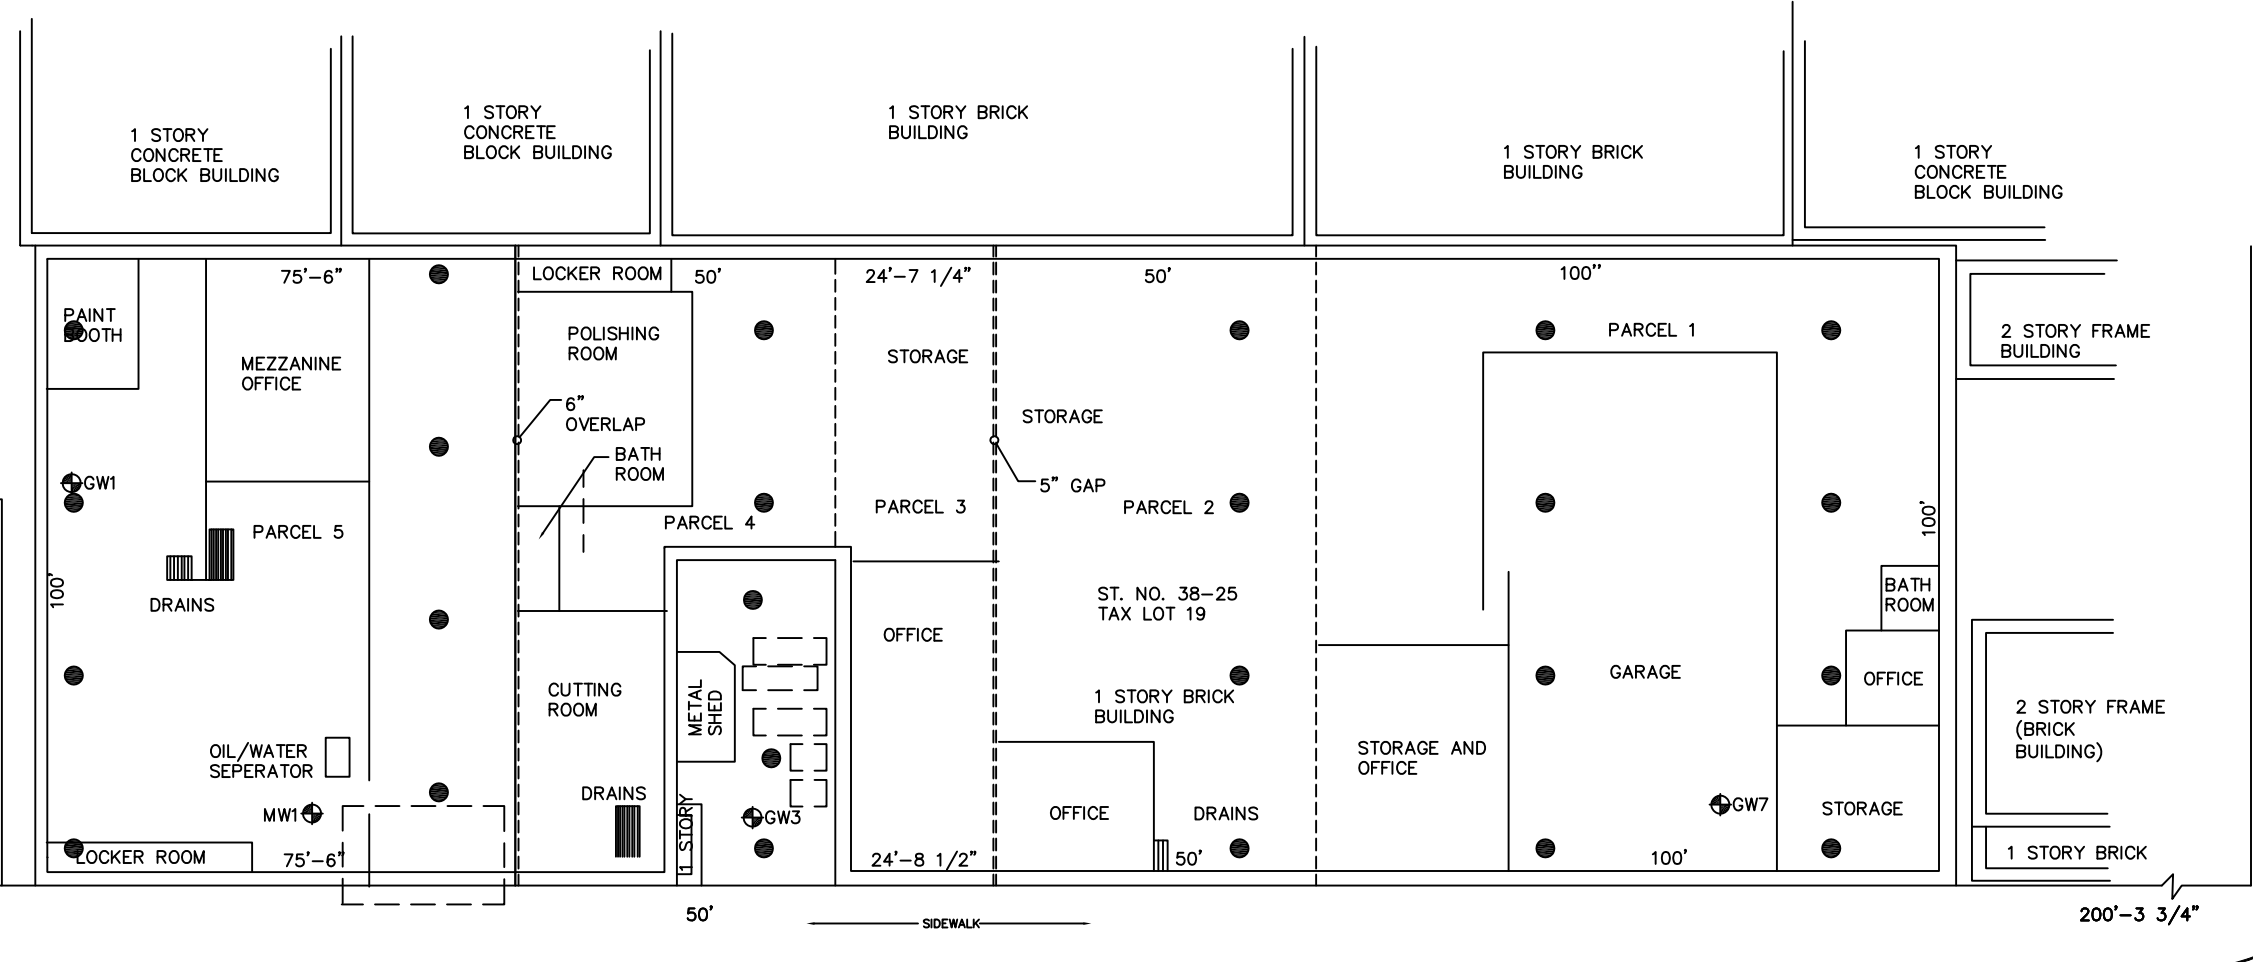 1 STORY
CONCRETE
BLOCK BUILDING
1 STORY
CONCRETE
BLOCK BUILDING
1 STORY BRICK
BUILDING
1 STORY BRICK
BUILDING
1 STORY
CONCRETE
BLOCK BUILDING
75'-6"
LOCKER ROOM
50'
24'-7 1/4"
50'
100"
PAINT
BOOTH
MEZZANINE
OFFICE
POLISHING
ROOM
STORAGE
PARCEL 1
2 STORY FRAME
BUILDING
6"
OVERLAP
STORAGE
BATH
ROOM
GW1
5" GAP
PARCEL 5
PARCEL 4
PARCEL 3
PARCEL 2
100'
100'
DRAINS
ST. NO. 38-25
TAX LOT 19
BATH
ROOM
OFFICE
CUTTING
ROOM
METAL
SHED
1 STORY BRICK
BUILDING
GARAGE
OFFICE
2 STORY FRAME
(BRICK
BUILDING)
OIL/WATER
SEPERATOR
STORAGE AND
OFFICE
MW1
DRAINS
1 STORY
GW3
OFFICE
DRAINS
GW7
STORAGE
LOCKER ROOM
75'-6"
24'-8 1/2"
50'
100'
1 STORY BRICK
50'
SIDEWALK
200'-3 3/4"